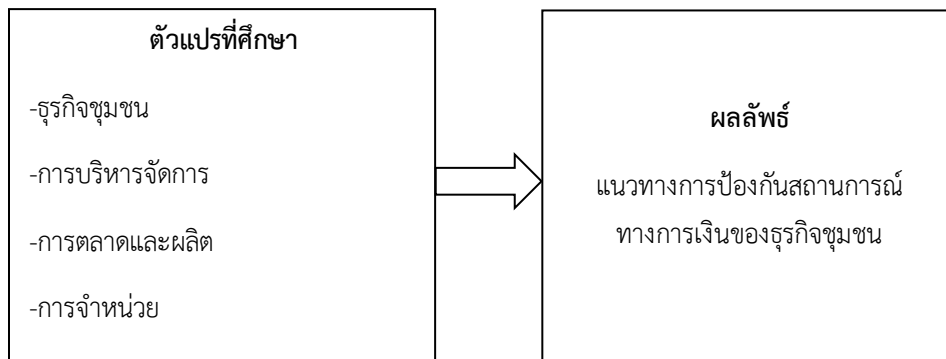 ตัวแปรที่ศึกษา
-ธุรกิจชุมชน
-การบริหารจัดการ
-การตลาดและผลิต
-การจำหน่วย
ผลลัพธ์
แนวทางการป้องกันสถานการณ์
ทางการเงินของธุรกิจชุมชน